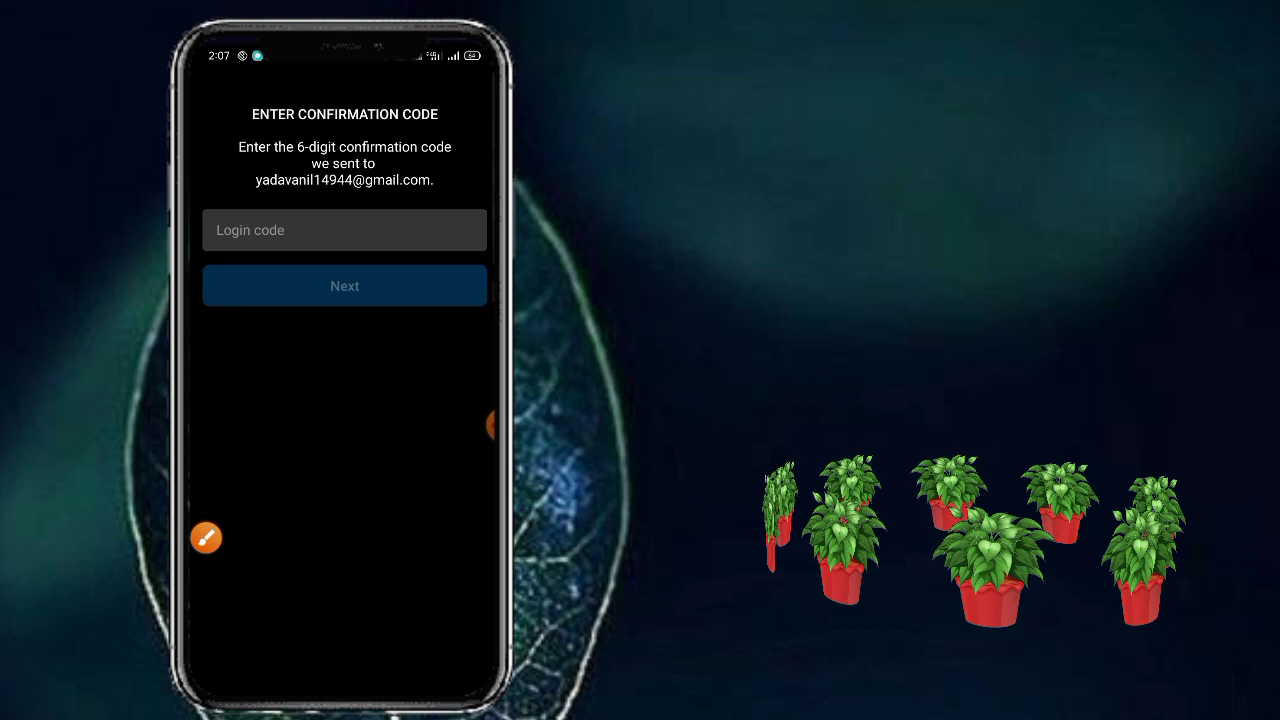 2:07
64
ENTER CONFIRMATION CODE
Enter the 6-digit confirmation code
we sent to
yadavanil14944@gmail.com.
Login code
Next